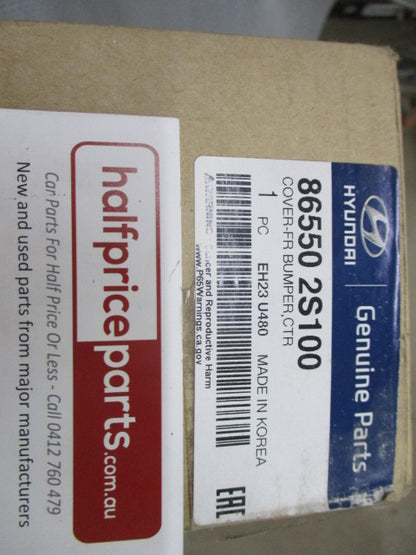 HYUNDAI
Genuine Parts
86550 2S100
COVER-FR BUMPER,CTR
1 PC EH23 U480 MADE IN KOREA
Cancer and Reproductive Harm
www.P65Warnings.ca.gov
EAC
halfpriceparts.com.au
Car Parts For Half Price Or Less - Call 0412 760 479
New and used parts from major manufacturers